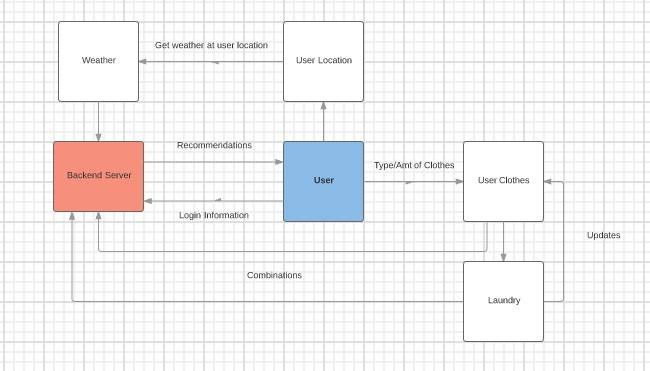 Get weather at user location
Weather
User Location
Recommendations
Type/Amt of Clothes
Backend Server
User
User Clothes
Login Information
Updates
Combinations
Laundry